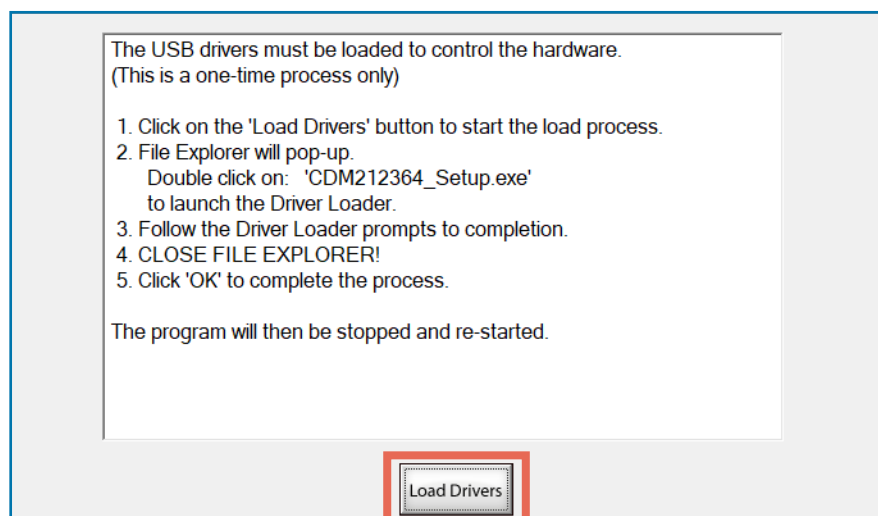 The USB drivers must be loaded to control the hardware.
(This is a one-time process only)
1. Click on the 'Load Drivers' button to start the load process.
2. File Explorer will pop-up.
Double click on:   'CDM212364_Setup.exe'
to launch the Driver Loader.
3. Follow the Driver Loader prompts to completion.
4. CLOSE FILE EXPLORER!
5. Click 'OK' to complete the process.
The program will then be stopped and re-started.
Load Drivers